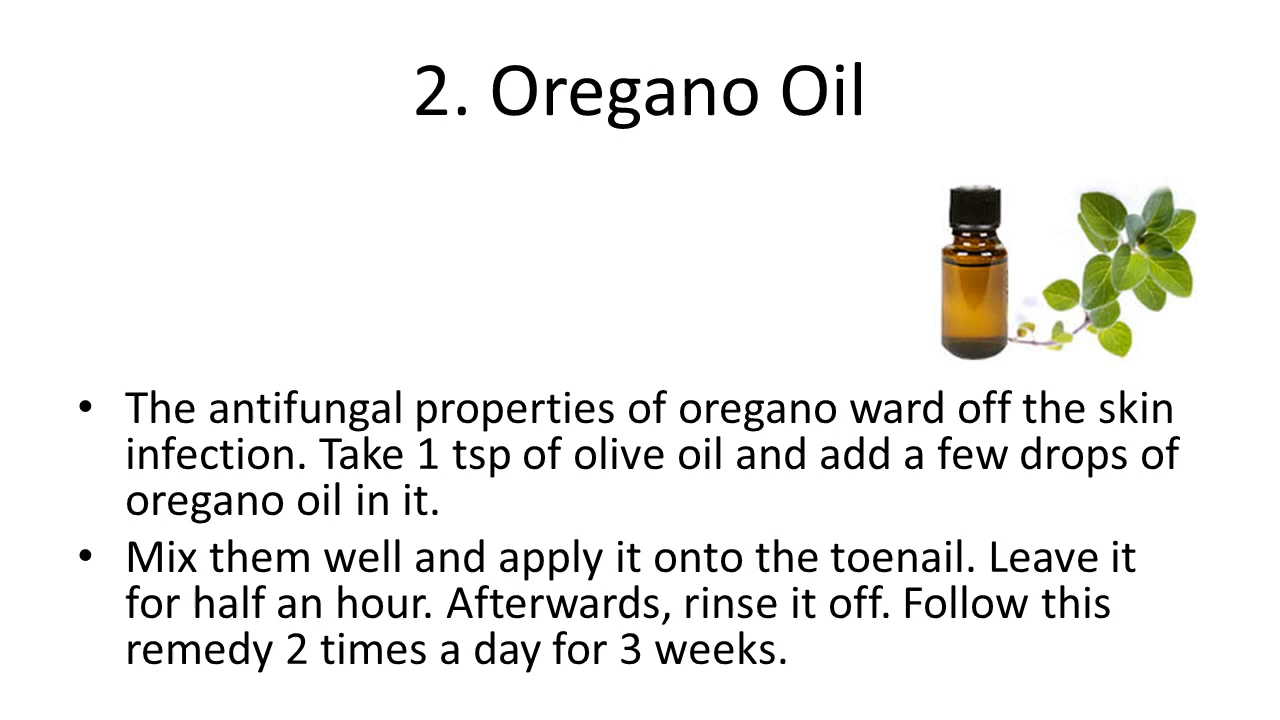 2. Oregano Oil
• The antifungal properties of oregano ward off the skin
infection. Take 1 tsp of olive oil and add a few drops of
oregano oil in it.
• Mix them well and apply it onto the toenail. Leave it
for half an hour. Afterwards, rinse it off. Follow this
remedy 2 times a day for 3 weeks.